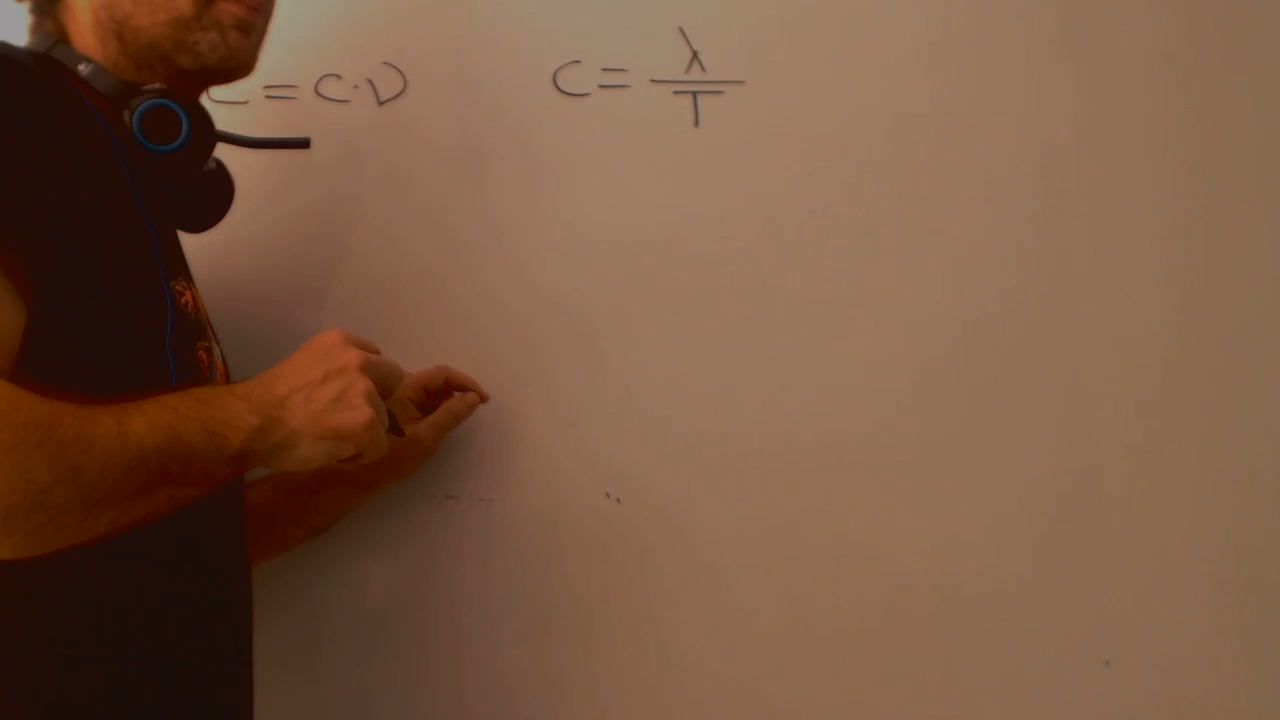 = C·ν
C = λ/T